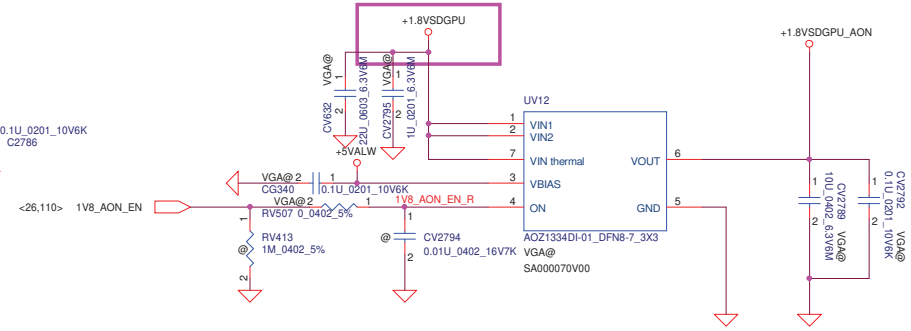 +1.8VSDGPU
+1.8VSDGPU_AON
VGA@
1
2
CV632
22U_0603_6.3V6M
VGA@
1
2
CV2795
1U_0201_6.3V6M
0.1U_0201_10V6K
C2786
+5VALW
UV12
1
VIN1
2
VIN2
7
VIN thermal
VOUT
6
3
VBIAS
4
ON
GND
5
AOZ1334DI-01_DFN8-7_3X3
VGA@
SA000070V00
VGA@ 2
1
CG340
0.1U_0201_10V6K
<26,110>
1V8_AON_EN
VGA@2
1
1V8_AON_EN_R
RV507 0_0402_5%
1
RV413
@
1M_0402_5%
2
1
@
CV2794
2
0.01U_0402_16V7K
1
2
CV2789
VGA@
10U_0402_6.3V6M
1
2
CV2792
VGA@
0.1U_0201_10V6K